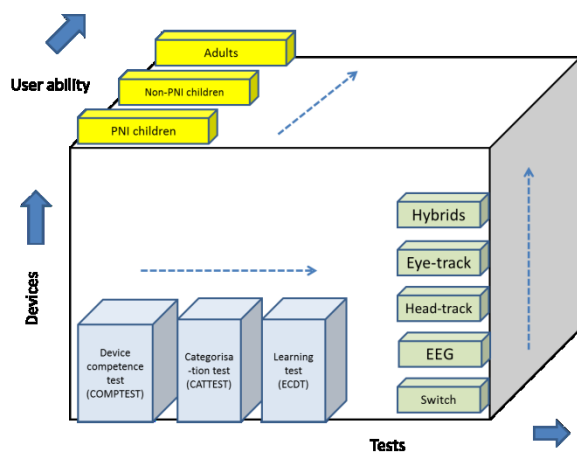 Adults
User ability
Non-PNI children
PNI children
Hybrids
Eye-track
Head-track
EEG
Switch
Devices
Device
competence
test
(COMPTEST)
Categorisa
-tion test
(CATTEST)
Learning
test
(ECDT)
Tests